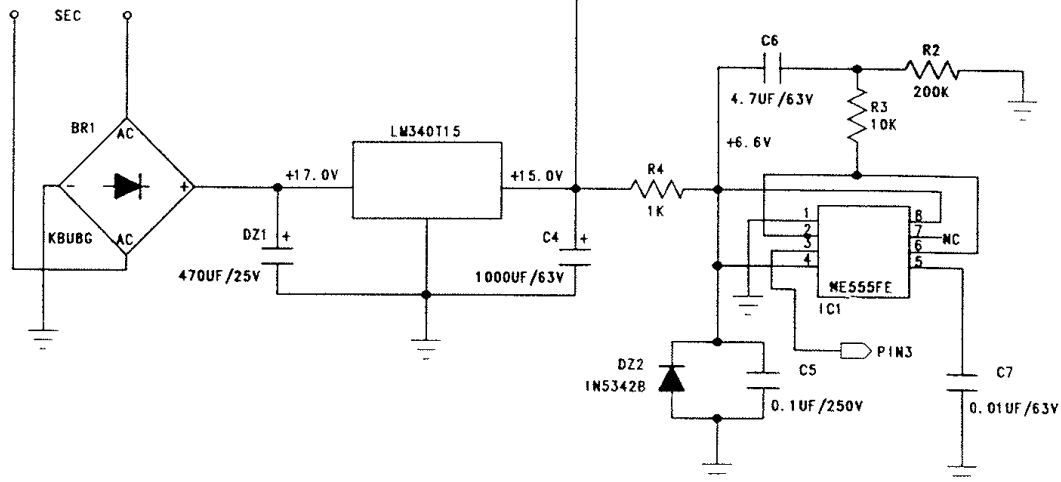 SEC
C6
4.7UF/63V
R2
200K
R3
10K
BR1
AC
LM340T15
+6.6V
+17.0V
+15.0V
R4
1K
-
+
KBU8G
AC
DZ1
+
470UF/25V
C4
+
1000UF/63V
1
2
3
4
8
7
6
5
NC
NE555FE
IC1
PIN3
DZ2
IN5342B
C5
0.1UF/250V
C7
0.01UF/63V